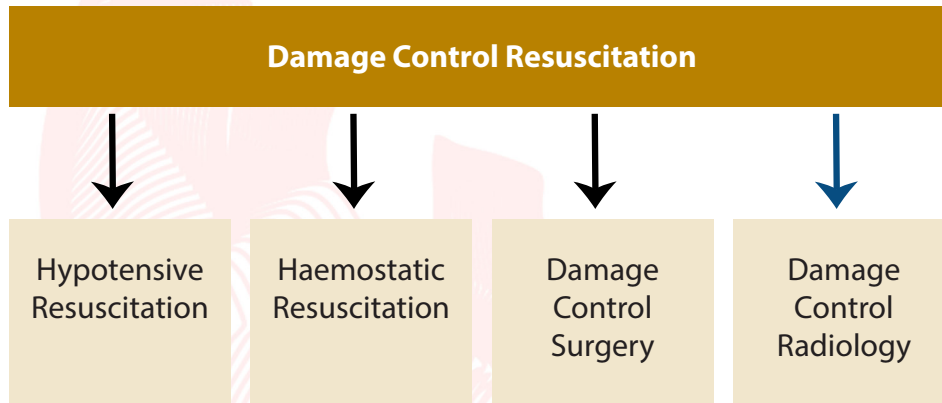 Damage Control Resuscitation
Hypotensive
Resuscitation
Haemostatic
Resuscitation
Damage
Control
Surgery
Damage
Control
Radiology